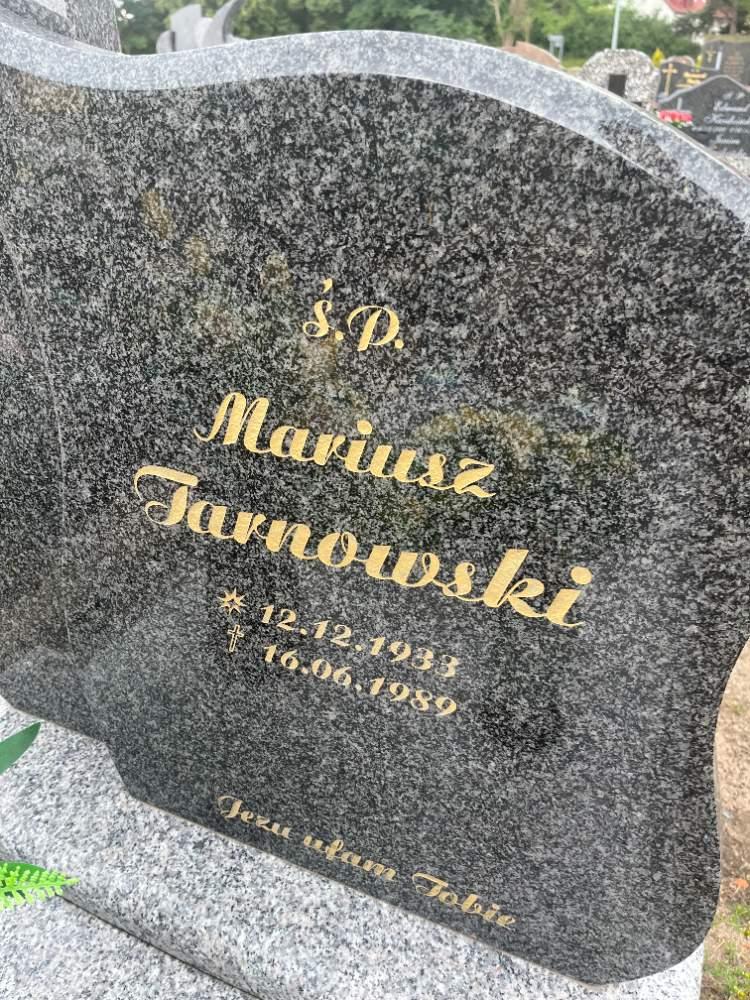 ś.P.
Mariusz
Tarnowski
12.12.1933
16.06.1989
Jezu ufam Tobie